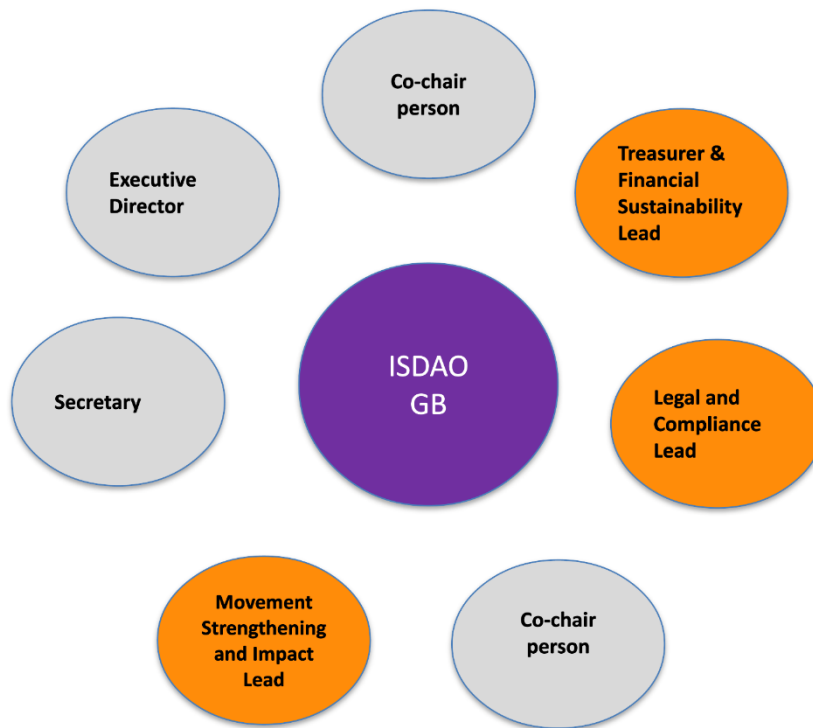 Co-chair
person
Executive
Director
Treasurer &
Financial
Sustainability
Lead
ISDAO
GB
Secretary
Legal and
Compliance
Lead
Movement
Strengthening
and Impact
Lead
Co-chair
person